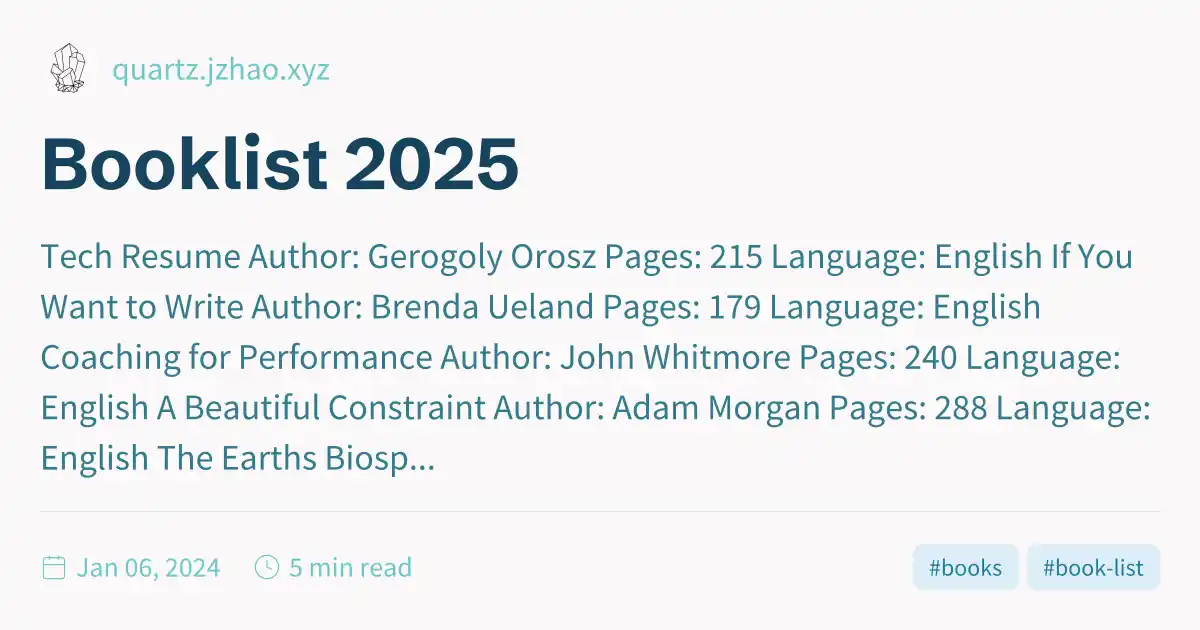 quartz.jzhao.xyz
Booklist 2025
Tech Resume Author: Gerogoly Orosz Pages: 215 Language: English If You
Want to Write Author: Brenda Ueland Pages: 179 Language: English
Coaching for Performance Author: John Whitmore Pages: 240 Language:
English A Beautiful Constraint Author: Adam Morgan Pages: 288 Language:
English The Earths Biosp...
Jan 06, 2024 5 min read #books #book-list